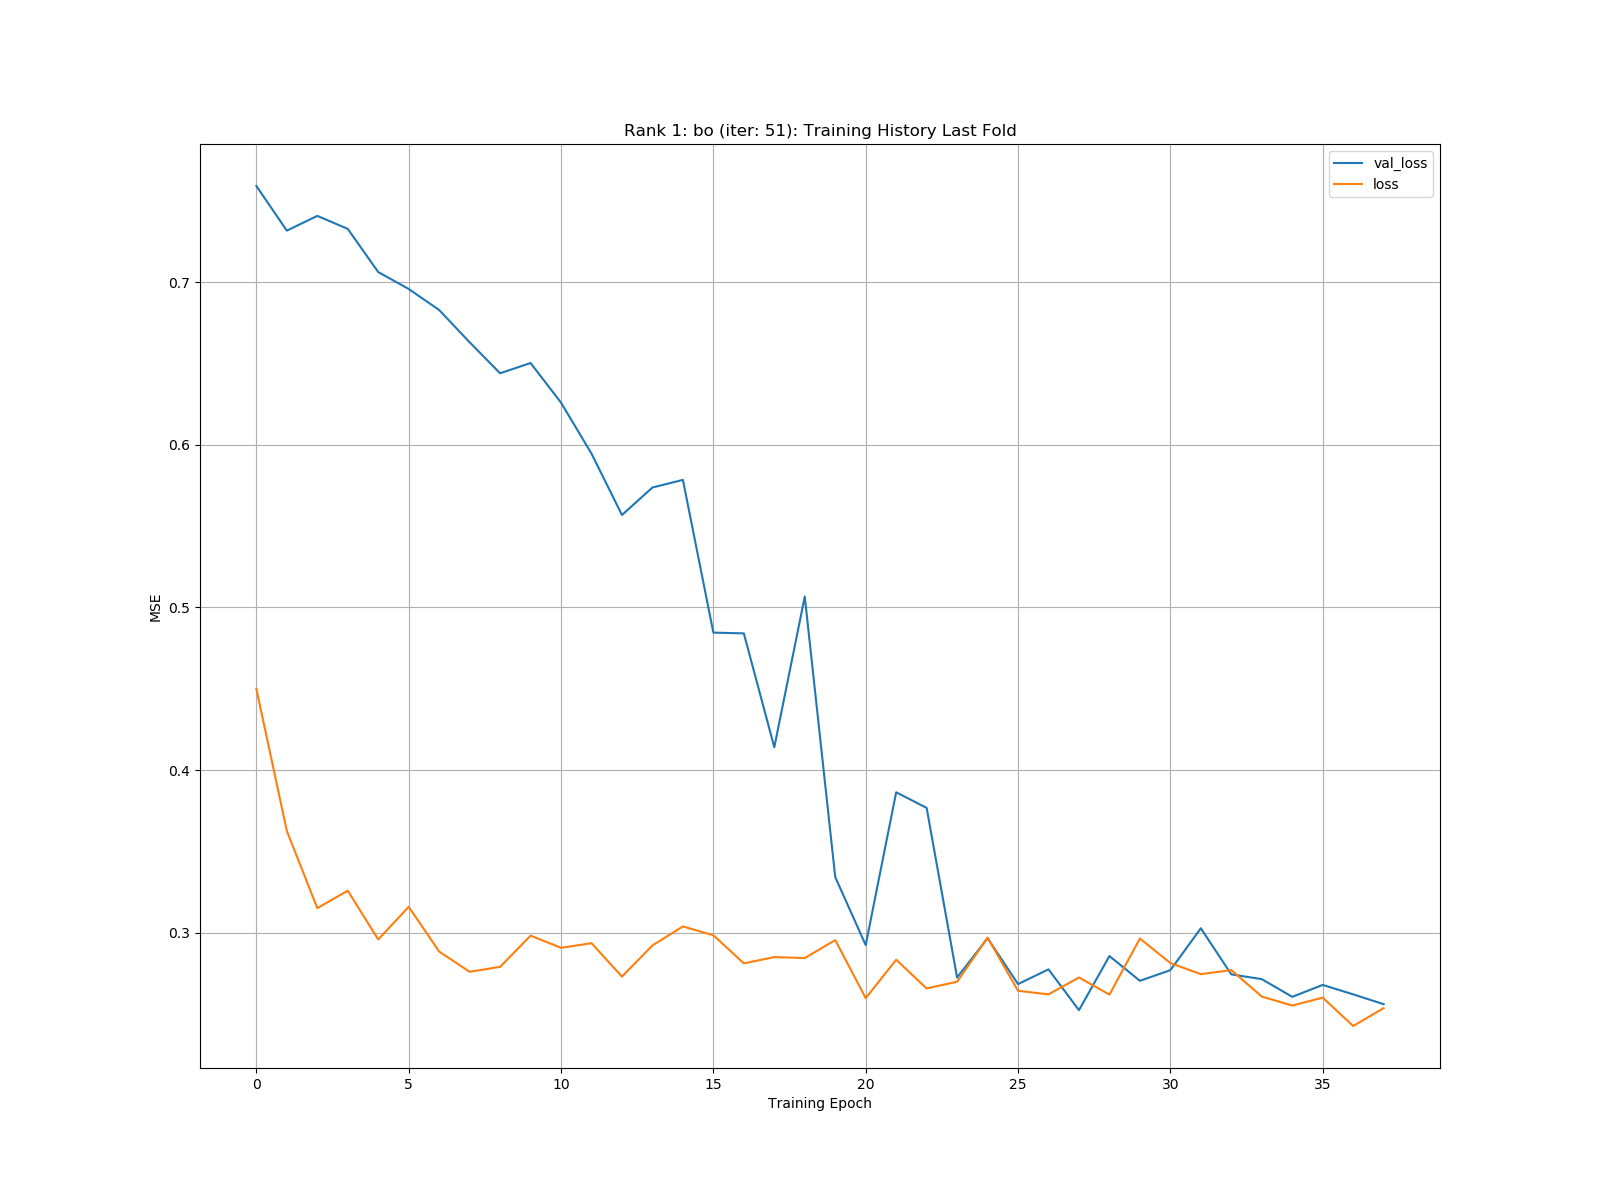 Rank 1: bo (iter: 51): Training History Last Fold
val_loss
loss
0.7
0.6
0.5
0.4
0.3
MSE
0 5 10 15 20 25 30 35
Training Epoch